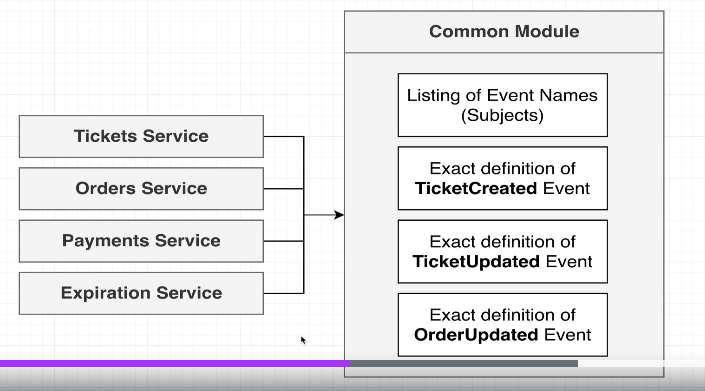 Common Module
Listing of Event Names
(Subjects)
Tickets Service
Exact definition of
TicketCreated Event
Orders Service
Payments Service
Exact definition of
TicketUpdated Event
Expiration Service
Exact definition of
OrderUpdated Event